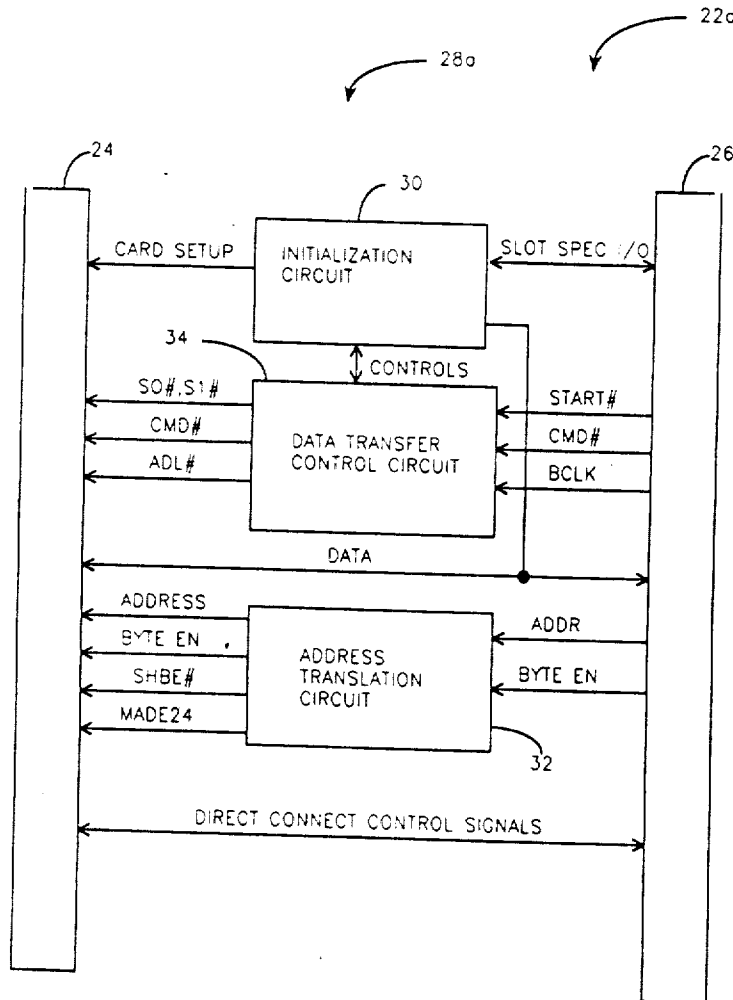 22a
28a
24
26
30
CARD SETUP
INITIALIZATION
CIRCUIT
SLOT SPEC I/O
34
CONTROLS
S0#,S1#
CMD#
ADL#
DATA TRANSFER
CONTROL CIRCUIT
START#
CMD#
BCLK
DATA
ADDRESS
BYTE EN
SHBE#
MADE24
ADDRESS
TRANSLATION
CIRCUIT
ADDR
BYTE EN
32
DIRECT CONNECT CONTROL SIGNALS